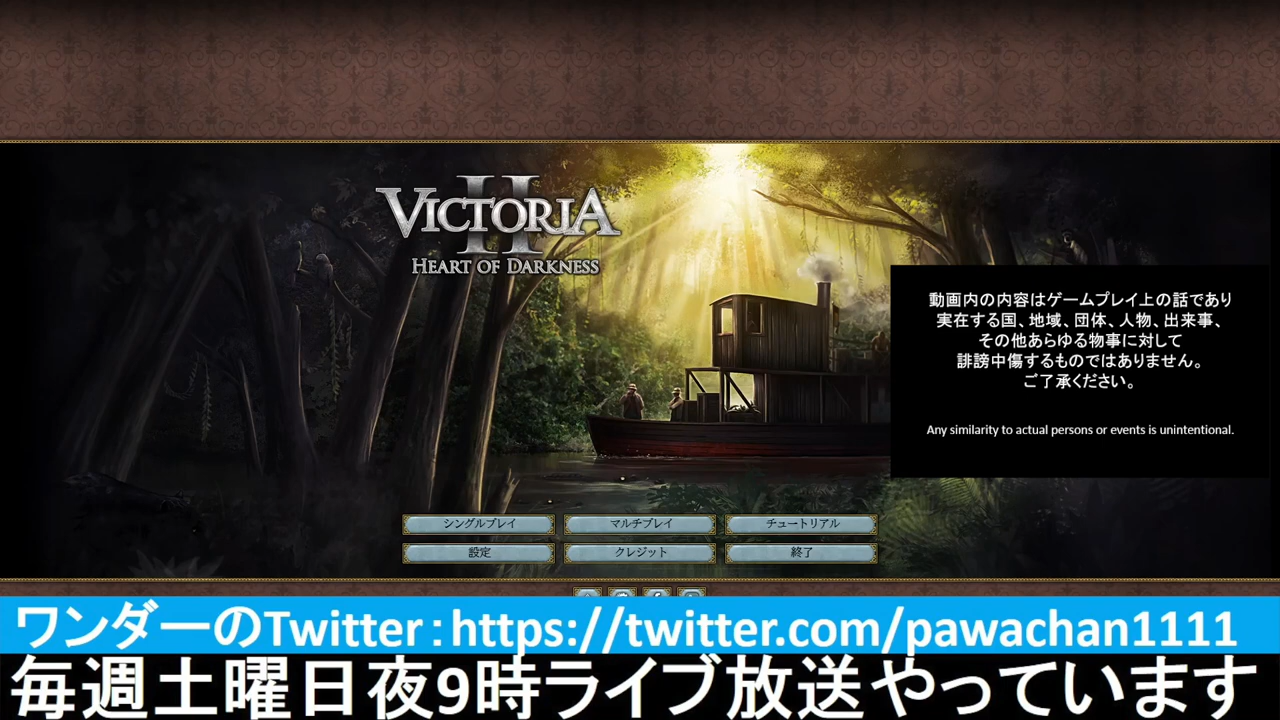 VICTORIA II
HEART OF DARKNESS
動画内の内容はゲームプレイ上の話であり
実在する国、地域、団体、人物、出来事、
その他あらゆる物事に対して
誹謗中傷するものではありません。
ご了承ください。
Any similarity to actual persons or events is unintentional.
シングルプレイ
マルチプレイ
チュートリアル
設定
クレジット
終了
ワンダーのTwitter:https://twitter.com/pawachan1111
毎週土曜日夜9時ライブ放送やっています